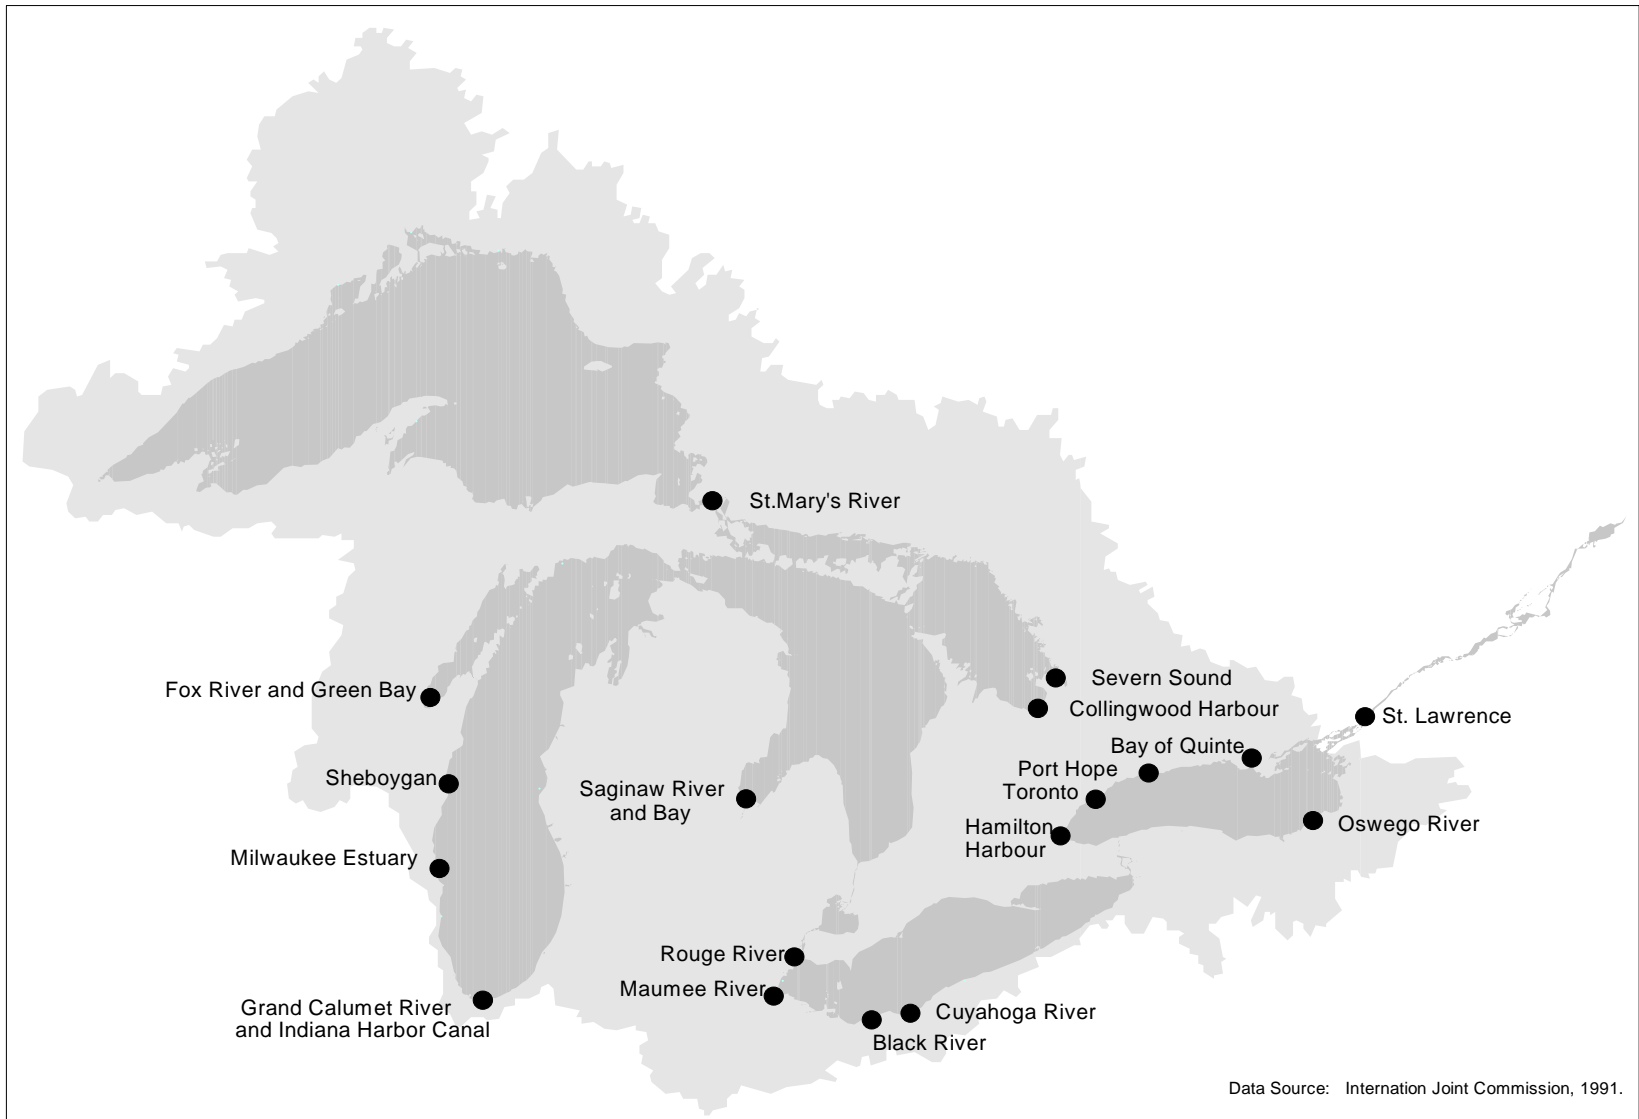 St.Mary's River
Severn Sound
Fox River and Green Bay
Collingwood Harbour
St. Lawrence
Bay of Quinte
Port Hope
Sheboygan
Saginaw River
and Bay
Toronto
Hamilton
Harbour
Oswego River
Milwaukee Estuary
Rouge River
Maumee River
Grand Calumet River
and Indiana Harbor Canal
Cuyahoga River
Black River
Data Source: Internation Joint Commission, 1991.